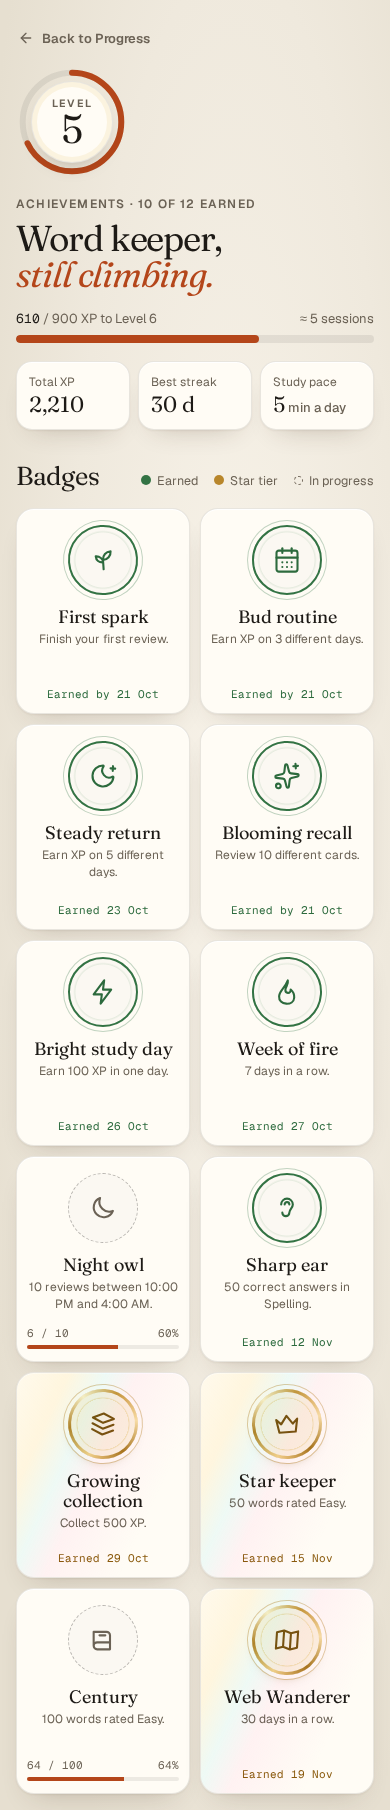 Back to Progress
LEVEL
5
ACHIEVEMENTS · 10 OF 12 EARNED
Word keeper,
still climbing.
610 / 900 XP to Level 6
≈ 5 sessions
Total XP
2,210
Best streak
30 d
Study pace
5 min a day
Badges
Earned
Star tier
In progress
First spark
Finish your first review.
Earned by 21 Oct
Bud routine
Earn XP on 3 different days.
Earned by 21 Oct
Steady return
Earn XP on 5 different
days.
Earned 23 Oct
Blooming recall
Review 10 different cards.
Earned by 21 Oct
Bright study day
Earn 100 XP in one day.
Earned 26 Oct
Week of fire
7 days in a row.
Earned 27 Oct
Night owl
10 reviews between 10:00
PM and 4:00 AM.
6 / 10
60%
Sharp ear
50 correct answers in
Spelling.
Earned 12 Nov
Growing
collection
Collect 500 XP.
Earned 29 Oct
Star keeper
50 words rated Easy.
Earned 15 Nov
Century
100 words rated Easy.
64 / 100
64%
Web Wanderer
30 days in a row.
Earned 19 Nov